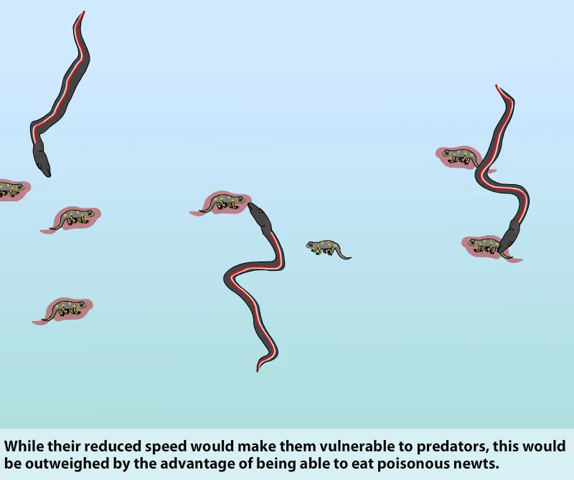 While their reduced speed would make them vulnerable to predators, this would
be outweighed by the advantage of being able to eat poisonous newts.